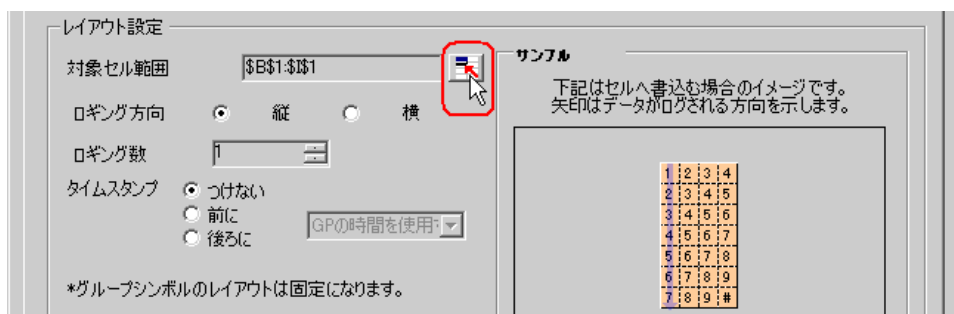 レイアウト設定
対象セル範囲 $B$1:$I$1
ロギング方向 縦 横
ロギング数 1
タイムスタンプ つけない
前に
後ろに
GPの時間を使用
*グループシンボルのレイアウトは固定になります。
サンプル
下記はセルへ書込む場合のイメージです。
矢印はデータがログされる方向を示します。
1 2 3 4
2 3 4 5
3 4 5 6
4 5 6 7
5 6 7 8
6 7 8 9
7 8 9 #